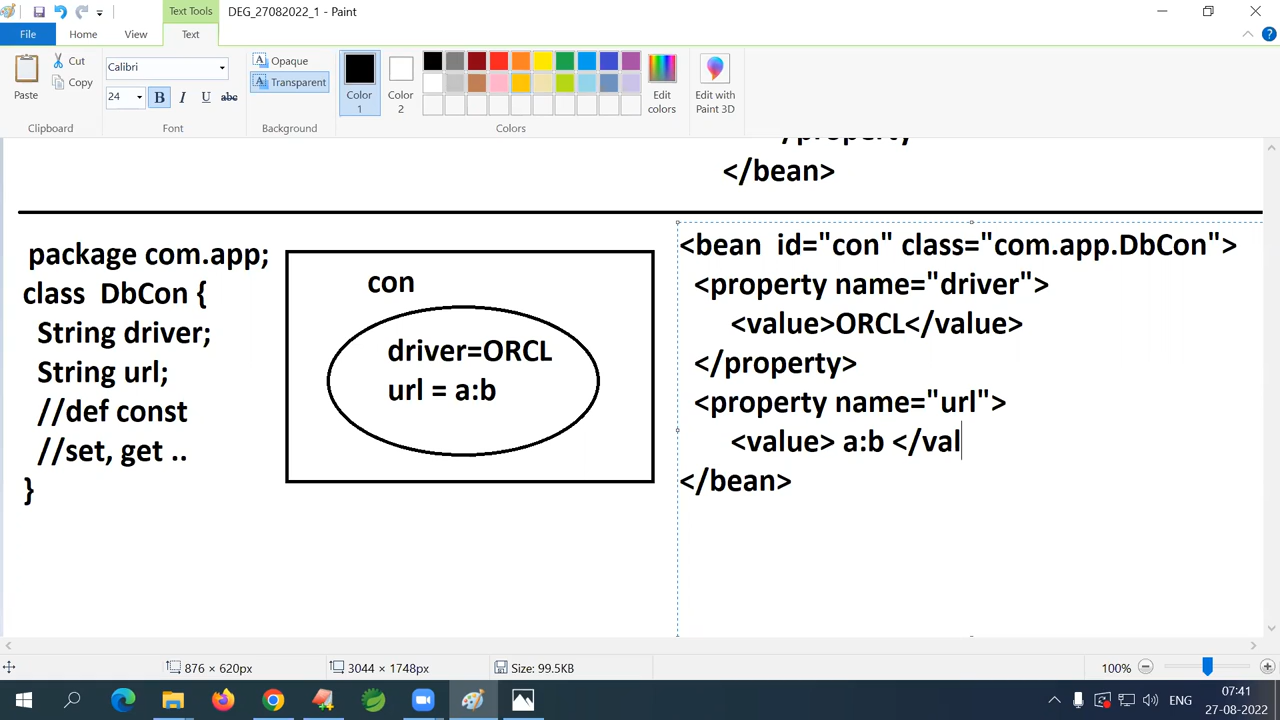 DEG_27082022_1 - Paint
Text Tools
File
Home
View
Text
Paste
Cut
Copy
Clipboard
Calibri
24
B
I
U
abc
Font
A Opaque
A Transparent
Background
Color 1
Color 2
Edit colors
Colors
Edit with Paint 3D
/property
</bean>
package com.app;
class DbCon {
String driver;
String url;
//def const
//set, get ..
}
con
driver=ORCL
url = a:b
<bean id="con" class="com.app.DbCon">
<property name="driver">
<value>ORCL</value>
</property>
<property name="url">
<value> a:b </val
</bean>
876 × 620px
3044 × 1748px
Size: 99.5KB
100%
ENG
07:41
27-08-2022